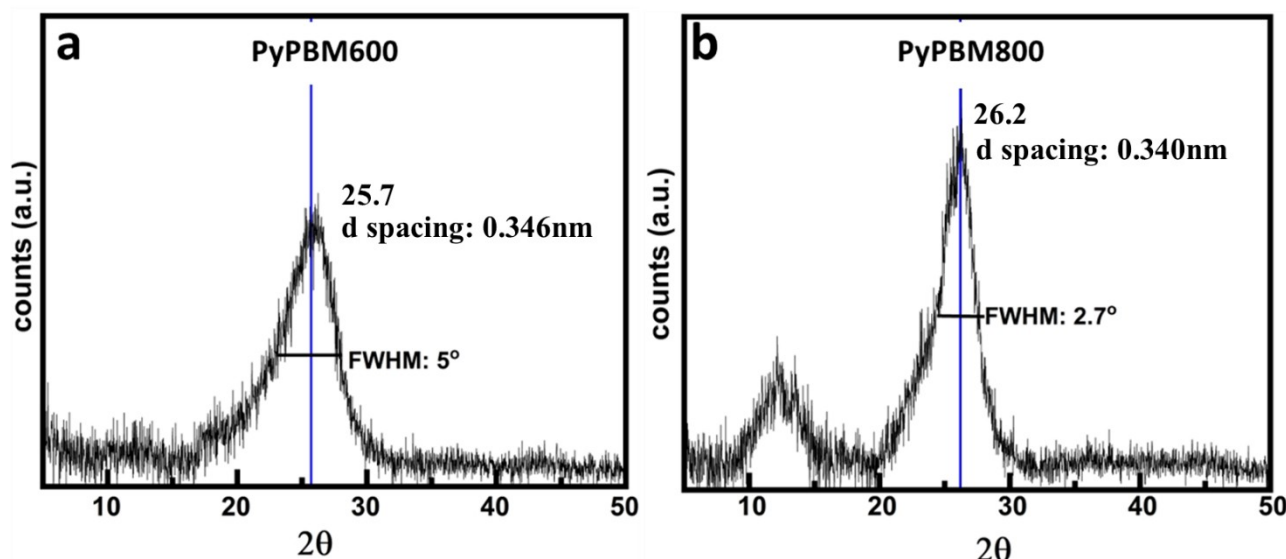 a
PyPBM600
25.7
d spacing: 0.346nm
FWHM: 5°
counts (a.u.)
10 20 30 40 50
2θ
b
PyPBM800
26.2
d spacing: 0.340nm
FWHM: 2.7°
counts (a.u.)
10 20 30 40 50
2θ